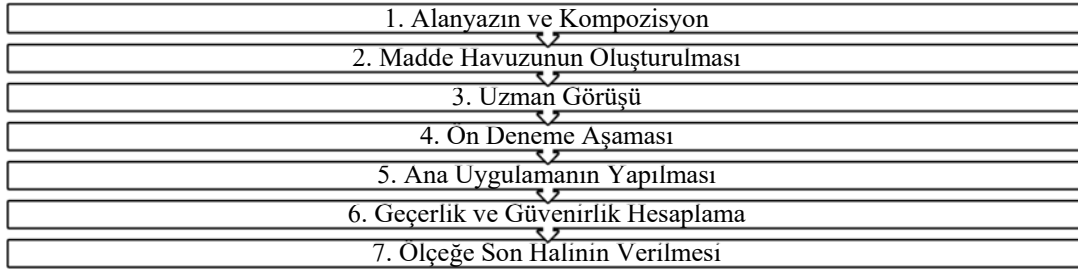 1. Alanyazın ve Kompozisyon
2. Madde Havuzunun Oluşturulması
3. Uzman Görüşü
4. Ön Deneme Aşaması
5. Ana Uygulamanın Yapılması
6. Geçerlik ve Güvenirlik Hesaplama
7. Ölçeğe Son Halinin Verilmesi